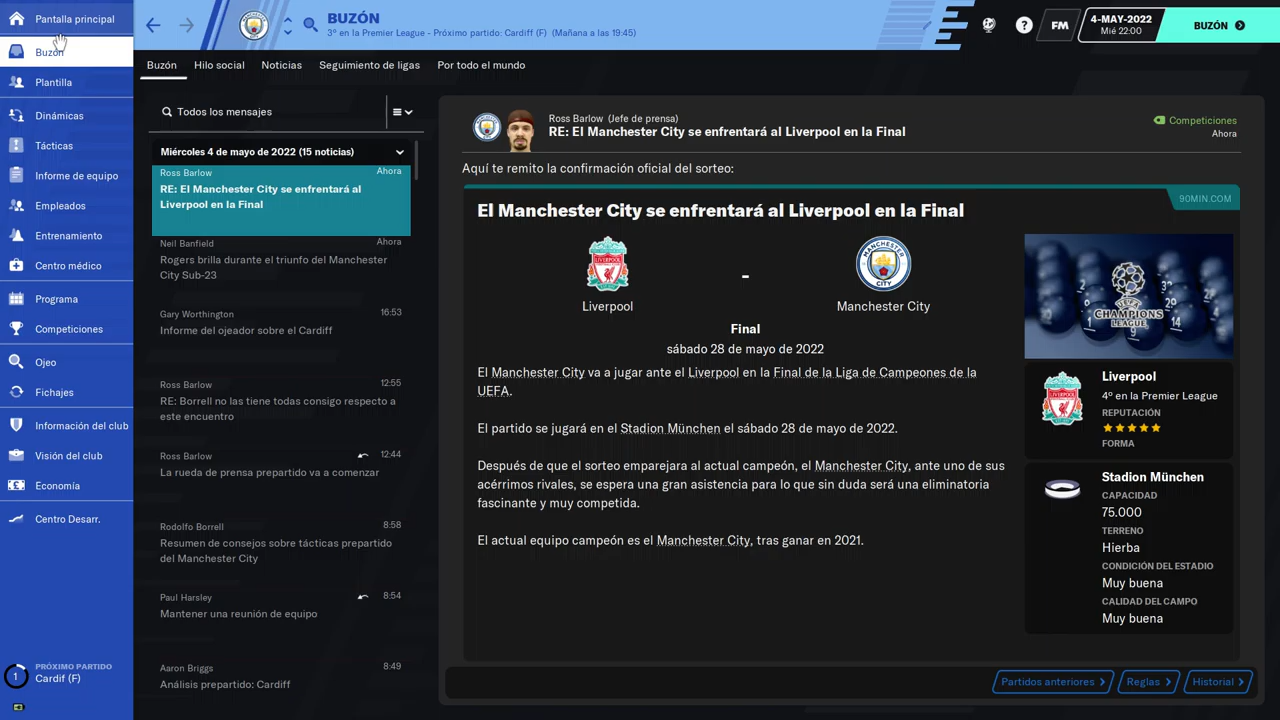 Pantalla principal
Buzón
Plantilla
Dinámicas
Tácticas
Informe de equipo
Empleados
Entrenamiento
Centro médico
Programa
Competiciones
Ojeo
Fichajes
Información del club
Visión del club
Economía
Centro Desarr.
1
PRÓXIMO PARTIDO
Cardif (F)
BUZÓN
3º en la Premier League - Próximo partido: Cardiff (F) (Mañana a las 19:45)
?
FM
4-MAY-2022
Mié 22:00
BUZÓN
Buzón Hilo social Noticias Seguimiento de ligas Por todo el mundo
Todos los mensajes
Miércoles 4 de mayo de 2022 (15 noticias)
Ross Barlow Ahora
RE: El Manchester City se enfrentará al
Liverpool en la Final
Neil Banfield Ahora
Rogers brilla durante el triunfo del Manchester
City Sub-23
Gary Worthington 16:53
Informe del ojeador sobre el Cardiff
Ross Barlow 12:55
RE: Borrell no las tiene todas consigo respecto a
este encuentro
Ross Barlow 12:44
La rueda de prensa prepartido va a comenzar
Rodolfo Borrell 8:58
Resumen de consejos sobre tácticas prepartido
del Manchester City
Paul Harsley 8:54
Mantener una reunión de equipo
Aaron Briggs 8:49
Análisis prepartido: Cardiff
Ross Barlow (Jefe de prensa)
RE: El Manchester City se enfrentará al Liverpool en la Final
Competiciones
Ahora
Aquí te remito la confirmación oficial del sorteo:
90MIN.COM
El Manchester City se enfrentará al Liverpool en la Final
Liverpool - Manchester City
Final
sábado 28 de mayo de 2022
El Manchester City va a jugar ante el Liverpool en la Final de la Liga de Campeones de la
UEFA.
El partido se jugará en el Stadion München el sábado 28 de mayo de 2022.
Después de que el sorteo emparejara al actual campeón, el Manchester City, ante uno de sus
acérrimos rivales, se espera una gran asistencia para lo que sin duda será una eliminatoria
fascinante y muy competida.
El actual equipo campeón es el Manchester City, tras ganar en 2021.
CHAMPIONS
LEAGUE
Liverpool
4º en la Premier League
REPUTACIÓN
FORMA
Stadion München
CAPACIDAD
75.000
TERRENO
Hierba
CONDICIÓN DEL ESTADIO
Muy buena
CALIDAD DEL CAMPO
Muy buena
Partidos anteriores
Reglas
Historial